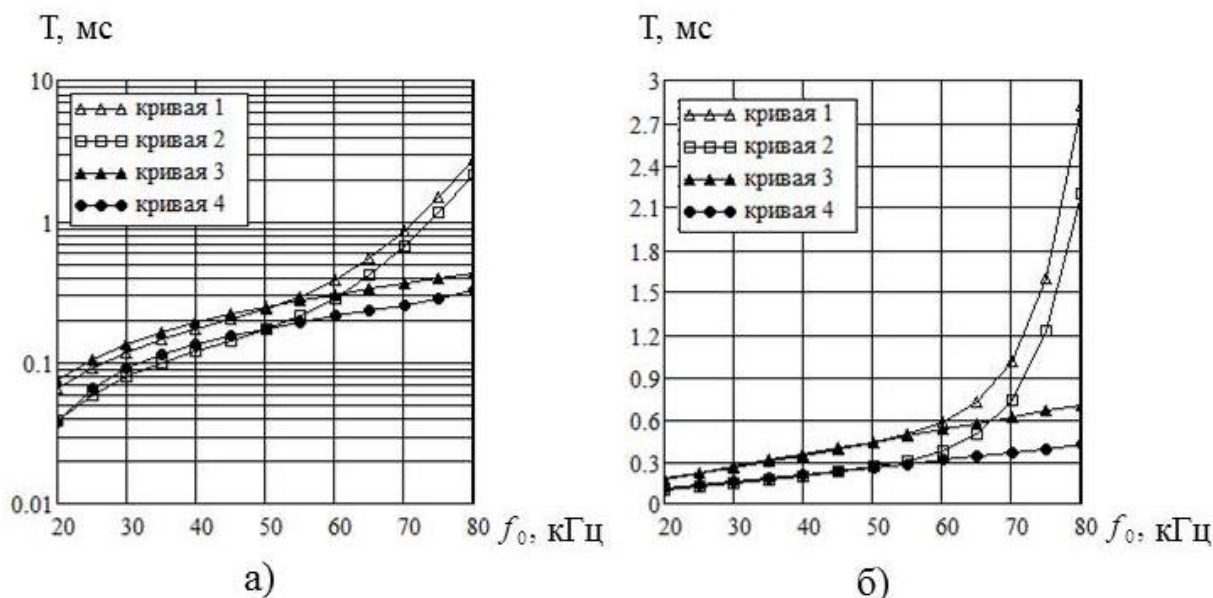 Т, мс
10
1
0.1
0.01
кривая 1
кривая 2
кривая 3
кривая 4
20 30 40 50 60 70 80 f₀, кГц
а)
Т, мс
3
2.7
2.4
2.1
1.8
1.5
1.2
0.9
0.6
0.3
0
кривая 1
кривая 2
кривая 3
кривая 4
20 30 40 50 60 70 80 f₀, кГц
б)